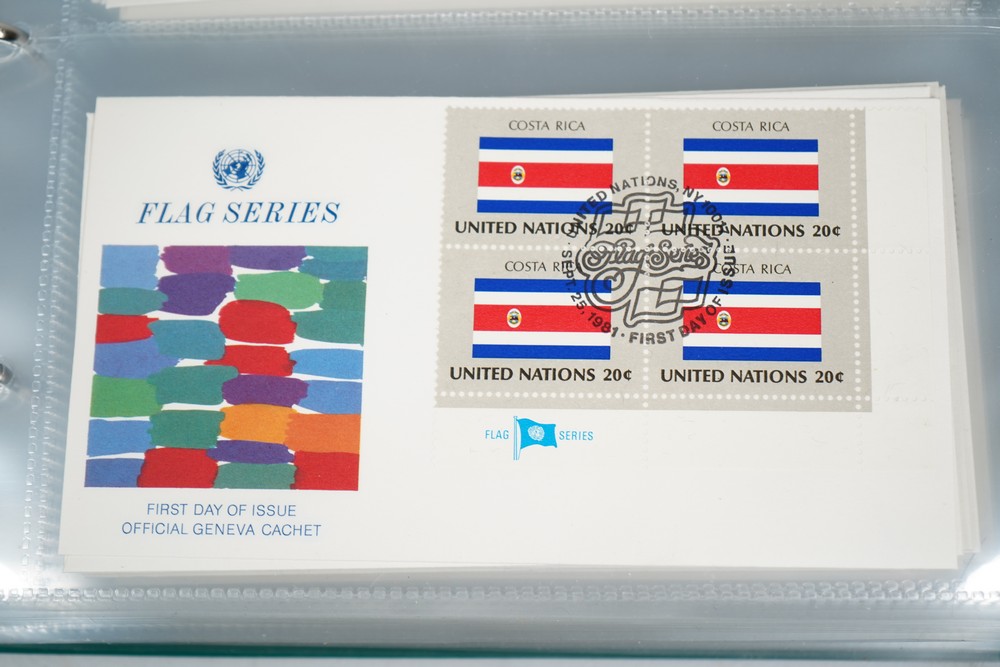 FLAG SERIES
FIRST DAY OF ISSUE
OFFICIAL GENEVA CACHET
COSTA RICA
UNITED NATIONS 20¢
COSTA RICA
UNITED NATIONS 20¢
COSTA RICA
UNITED NATIONS 20¢
COSTA RICA
UNITED NATIONS 20¢
UNITED NATIONS, NY
Flag Series
SEPT. 25, 1981 · FIRST DAY OF ISSUE
FLAG SERIES